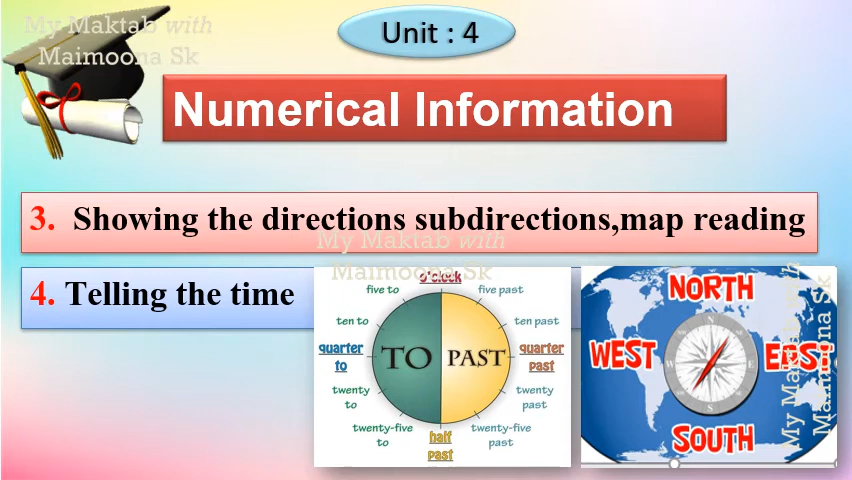 My Maktab with
Maimoona Sk
Unit : 4
Numerical Information
3. Showing the directions subdirections,map reading
My Maktab with
Maimoona Sk
4. Telling the time
o'clock
five to
five past
ten to
ten past
quarter
to
TO
PAST
quarter
past
twenty
to
twenty
past
twenty-five
to
twenty-five
past
half
past
NORTH
WEST
EAST
SOUTH
N
E
S
W
My Maktab with
Maimoona Sk